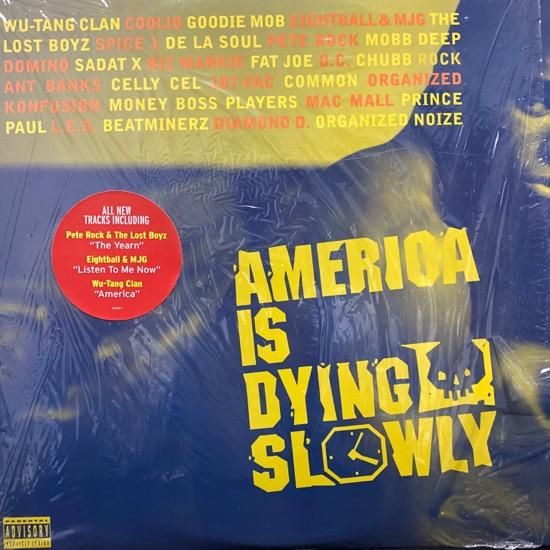 WU-TANG CLAN COOLIO GOODIE MOB EIGHTBALL & MJG THE
LOST BOYZ SPICE 1 DE LA SOUL PETE ROCK MOBB DEEP
DOMINO SADAT X BIZ MARKIE FAT JOE O.C. CHUBB ROCK
ANT BANKS CELLY CEL 187-FAC COMMON ORGANIZED
KONFUSION MONEY BOSS PLAYERS MAC MALL PRINCE
PAUL L.E.S. BEATMINERZ DIAMOND D. ORGANIZED NOIZE
ALL NEW
TRACKS INCLUDING
Pete Rock & The Lost Boyz
"The Yearn"
Eightball & MJG
"Listen To Me Now"
Wu-Tang Clan
"America"
AMERICA
IS
DYING
SLOWLY
PARENTAL
ADVISORY